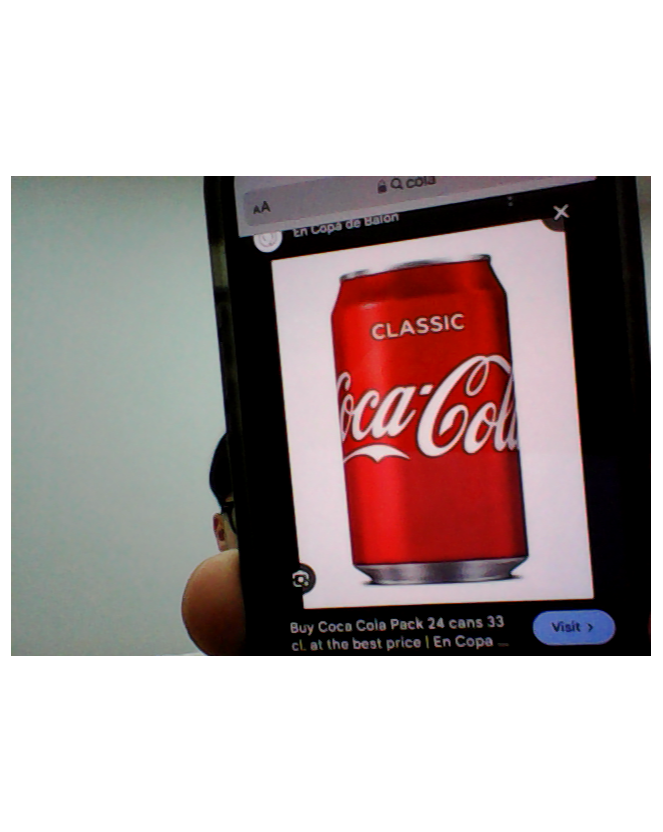 cola
AA
En Copa de Balón
CLASSIC
Coca-Cola
Buy Coca Cola Pack 24 cans 33
cl. at the best price | En Copa ...
Visit >